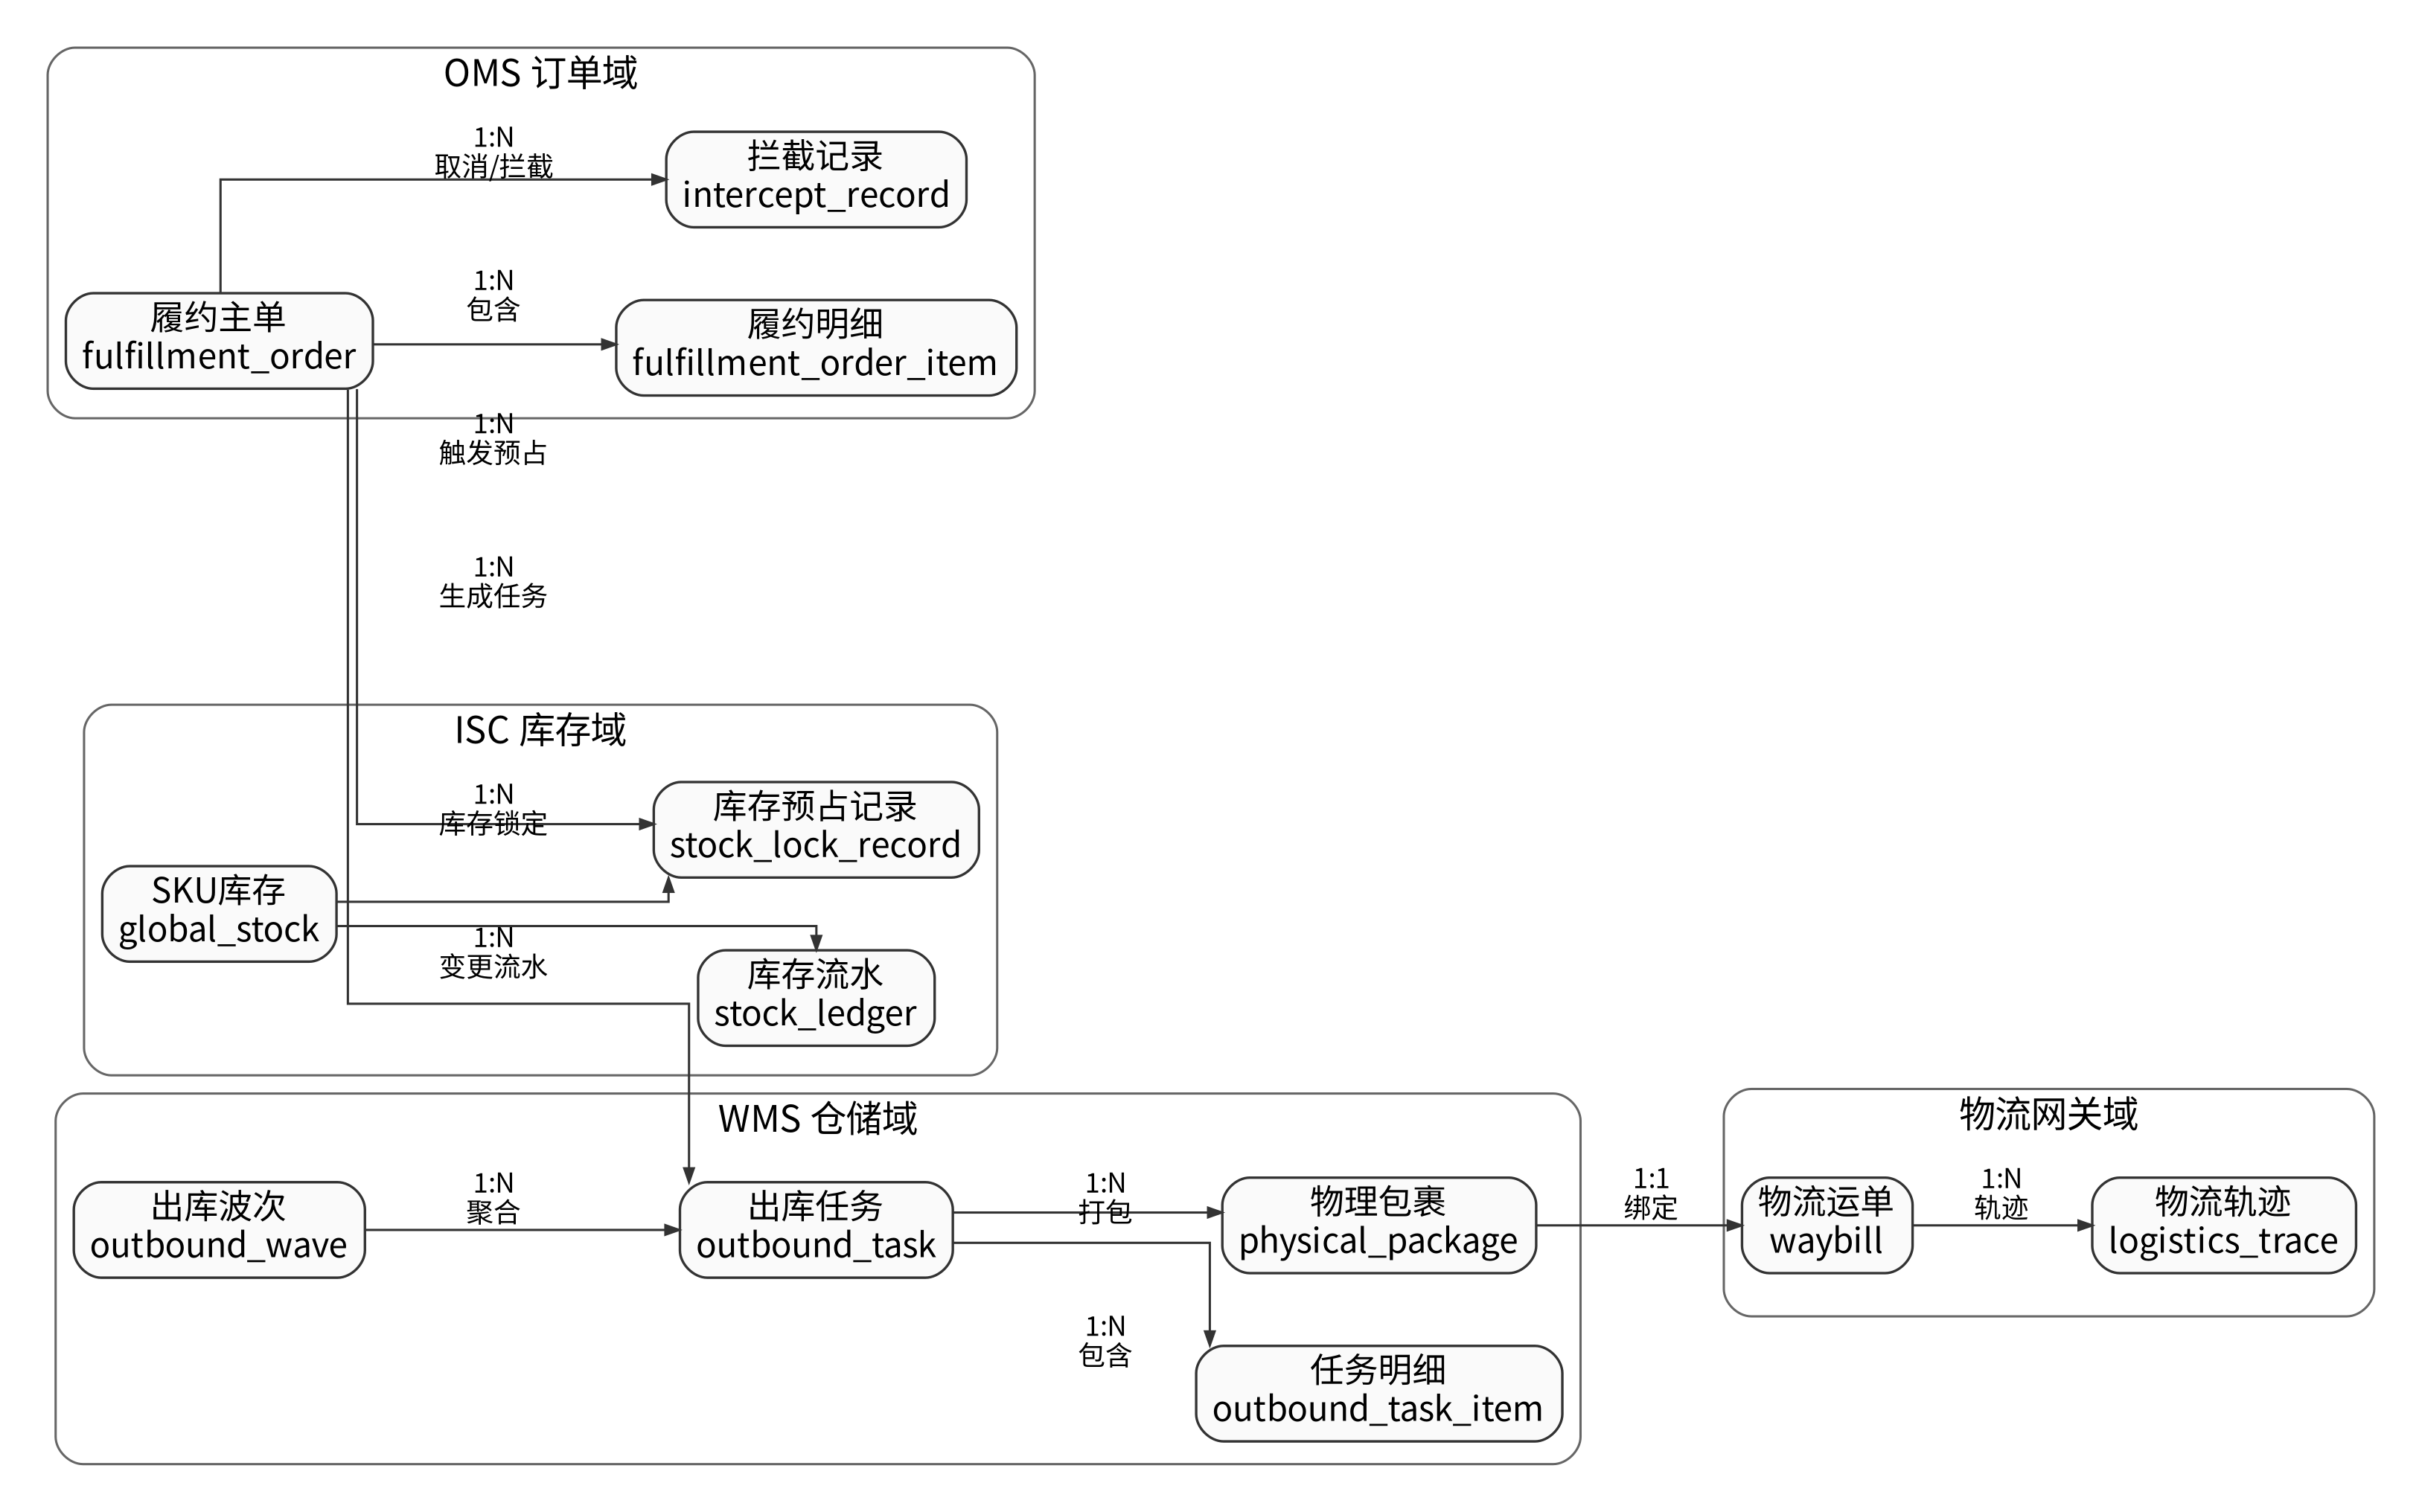 OMS 订单域
1:N
取消/拦截
拦截记录
intercept_record
履约主单
fulfillment_order
1:N
包含
履约明细
fulfillment_order_item
1:N
触发预占
1:N
生成任务
ISC 库存域
1:N
库存锁定
库存预占记录
stock_lock_record
SKU库存
global_stock
1:N
变更流水
库存流水
stock_ledger
WMS 仓储域
出库波次
outbound_wave
1:N
聚合
出库任务
outbound_task
1:N
打包
物理包裹
physical_package
1:N
包含
任务明细
outbound_task_item
1:1
绑定
物流网关域
物流运单
waybill
1:N
轨迹
物流轨迹
logistics_trace